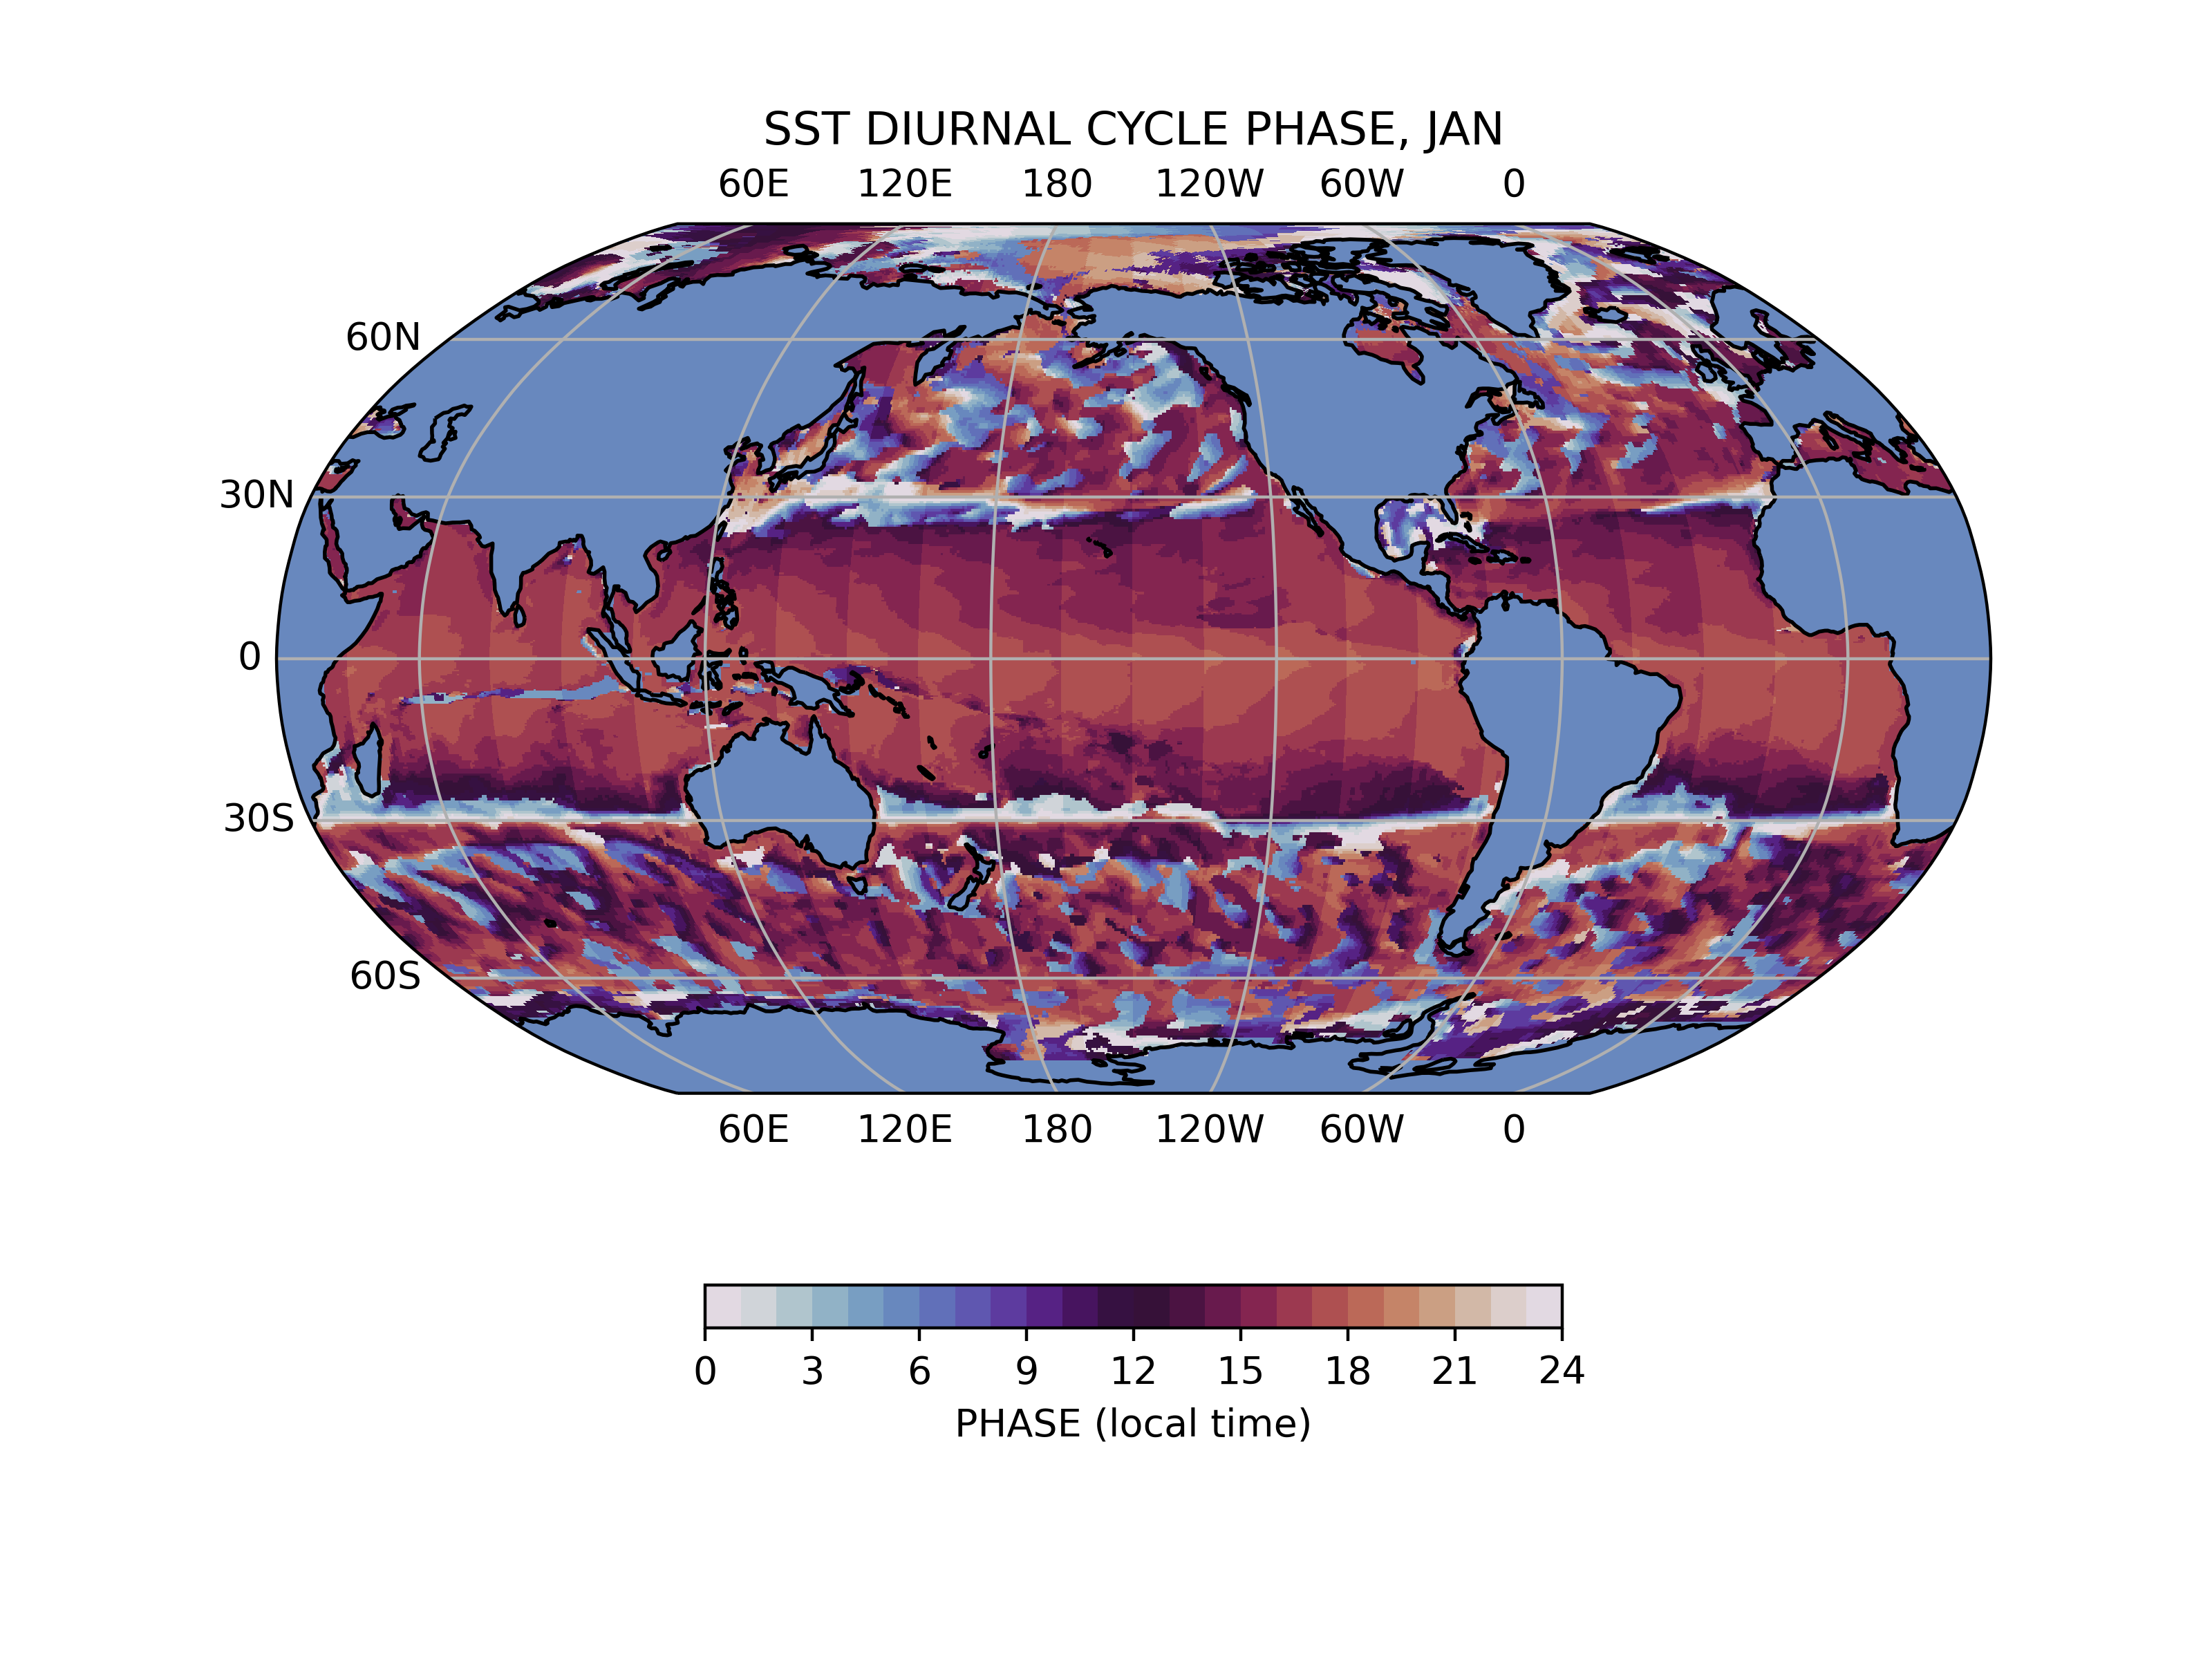 SST DIURNAL CYCLE PHASE, JAN
60E 120E 180 120W 60W 0
60N
30N
0
30S
60S
60E 120E 180 120W 60W 0
0 3 6 9 12 15 18 21 24
PHASE (local time)